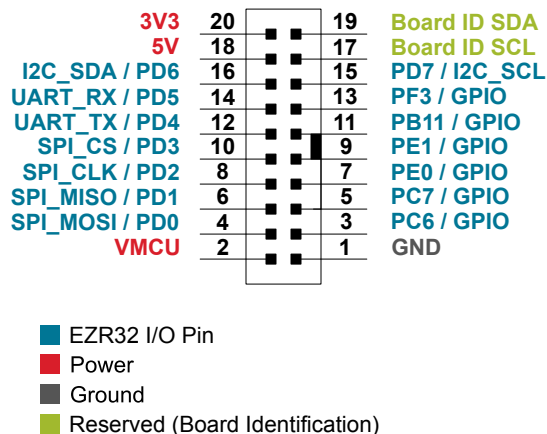 3V3 20 19 Board ID SDA
5V 18 17 Board ID SCL
I2C_SDA / PD6 16 15 PD7 / I2C_SCL
UART_RX / PD5 14 13 PF3 / GPIO
UART_TX / PD4 12 11 PB11 / GPIO
SPI_CS / PD3 10 9 PE1 / GPIO
SPI_CLK / PD2 8 7 PE0 / GPIO
SPI_MISO / PD1 6 5 PC7 / GPIO
SPI_MOSI / PD0 4 3 PC6 / GPIO
VMCU 2 1 GND
EZR32 I/O Pin
Power
Ground
Reserved (Board Identification)